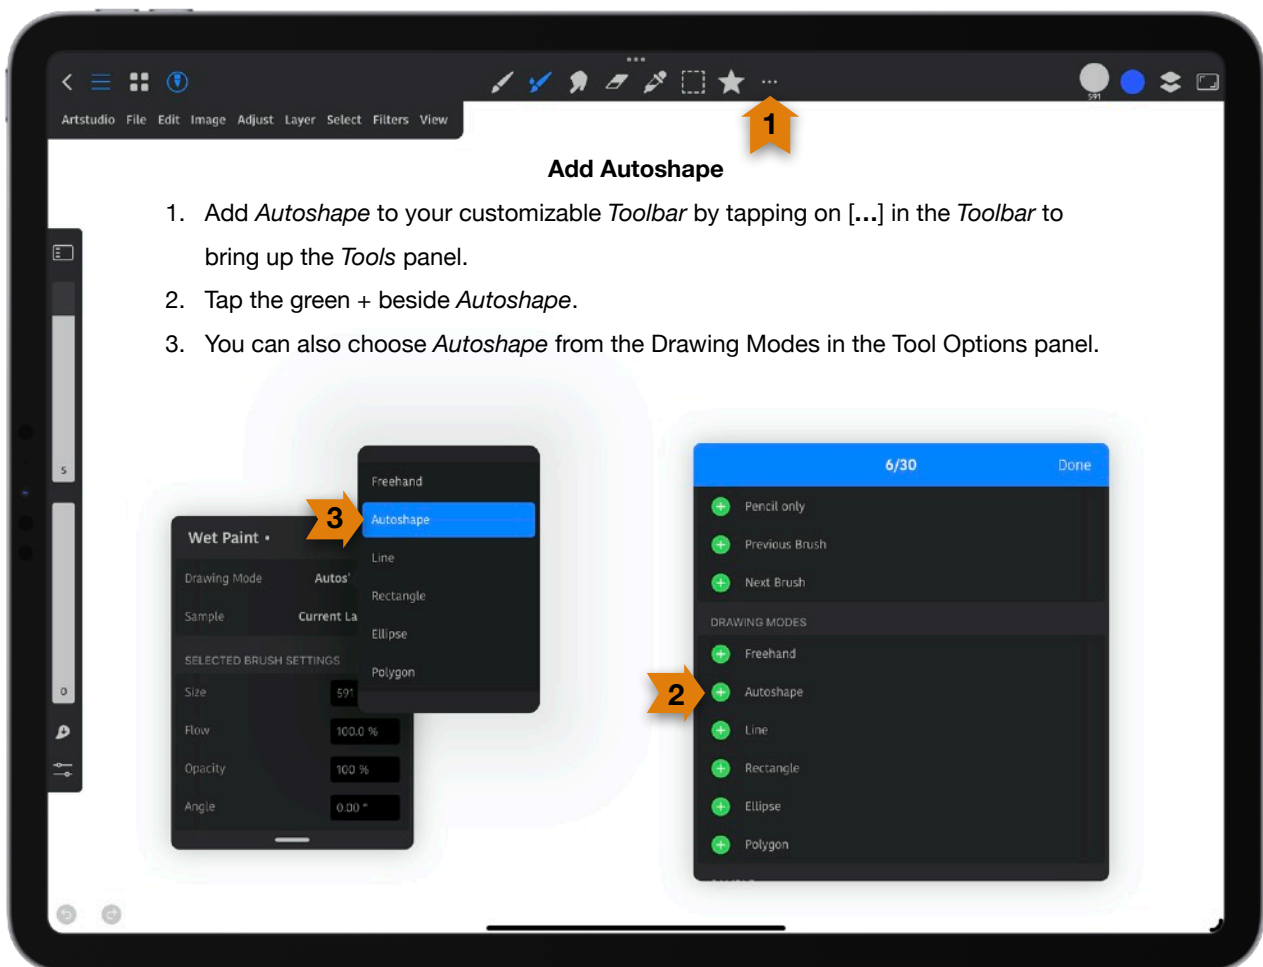 591
Artstudio File Edit Image Adjust Layer Select Filters View
1
Add Autoshape
1. Add Autoshape to your customizable Toolbar by tapping on [...] in the Toolbar to
bring up the Tools panel.
2. Tap the green + beside Autoshape.
3. You can also choose Autoshape from the Drawing Modes in the Tool Options panel.
S
O
3
Freehand
Autoshape
Line
Rectangle
Ellipse
Polygon
Wet Paint •
Drawing Mode Autos
Sample Current La
SELECTED BRUSH SETTINGS
Size 591
Flow 100.0 %
Opacity 100 %
Angle 0.00 °
6/30 Done
Pencil only
Previous Brush
Next Brush
DRAWING MODES
Freehand
2
Autoshape
Line
Rectangle
Ellipse
Polygon